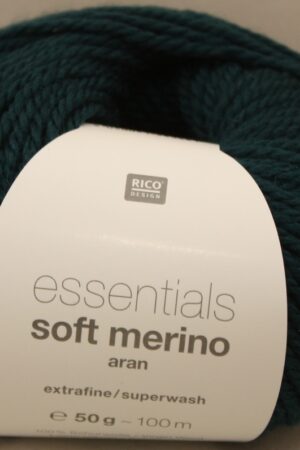 RICO
DESIGN
essentials
soft merino
aran
extrafine/superwash
℮ 50 g ~ 100 m